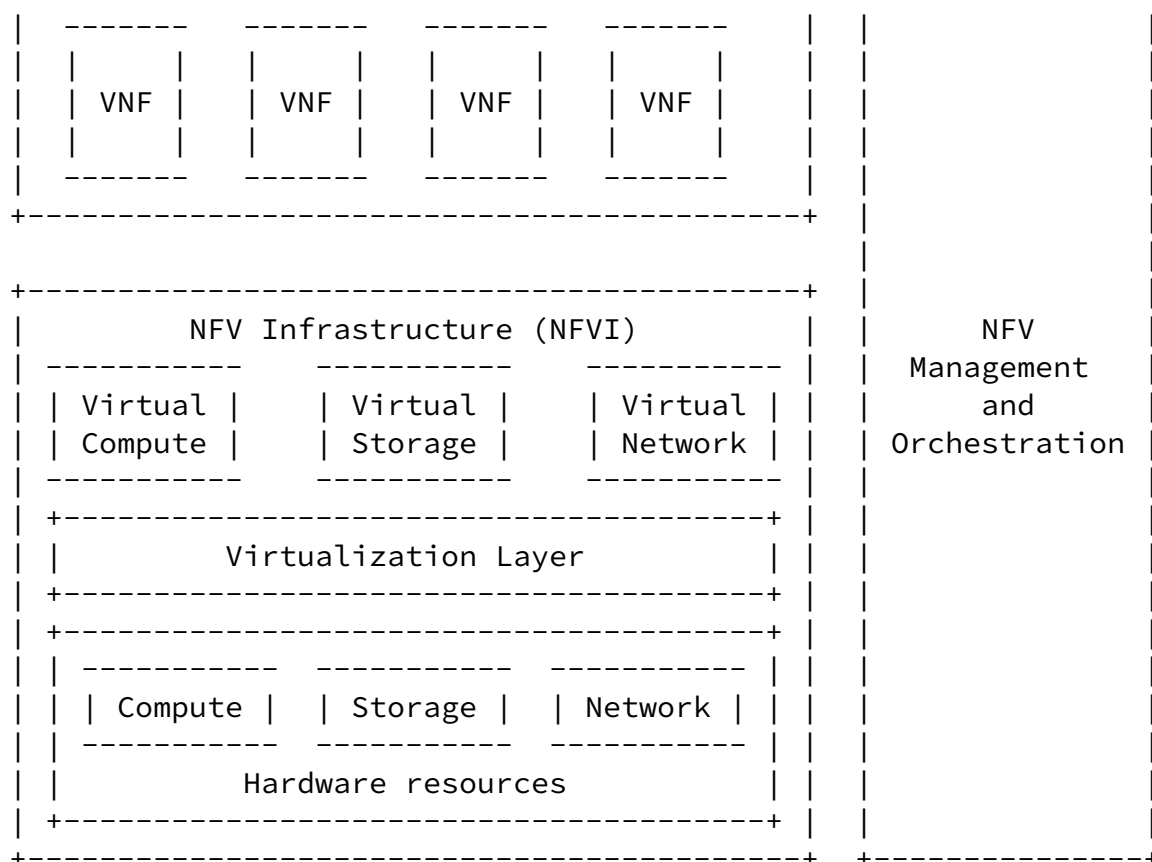 VNF VNF VNF VNF
NFV Infrastructure (NFVI) NFV
Management
Virtual Virtual Virtual and
Compute Storage Network Orchestration
Virtualization Layer
Compute Storage Network
Hardware resources